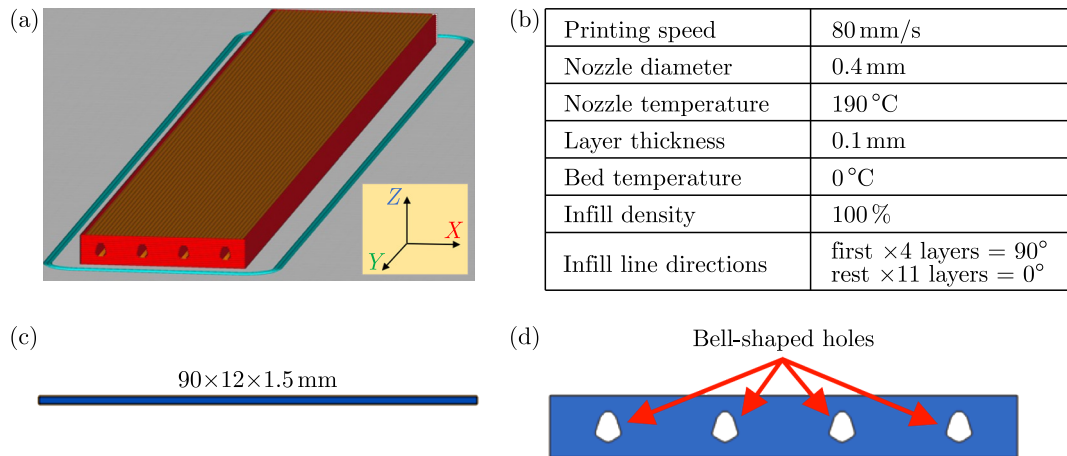 (a)
Z
X
Y
(b)
Printing speed 80 mm/s
Nozzle diameter 0.4 mm
Nozzle temperature 190 °C
Layer thickness 0.1 mm
Bed temperature 0 °C
Infill density 100 %
Infill line directions
first ×4 layers = 90°
rest ×11 layers = 0°
(c)
90×12×1.5 mm
(d)
Bell-shaped holes